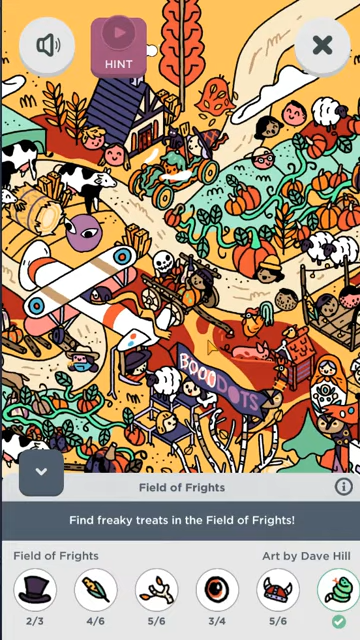 HINT
BOOODOTS
Field of Frights
Find freaky treats in the Field of Frights!
Field of Frights Art by Dave Hill
2/3 4/6 5/6 3/4 5/6